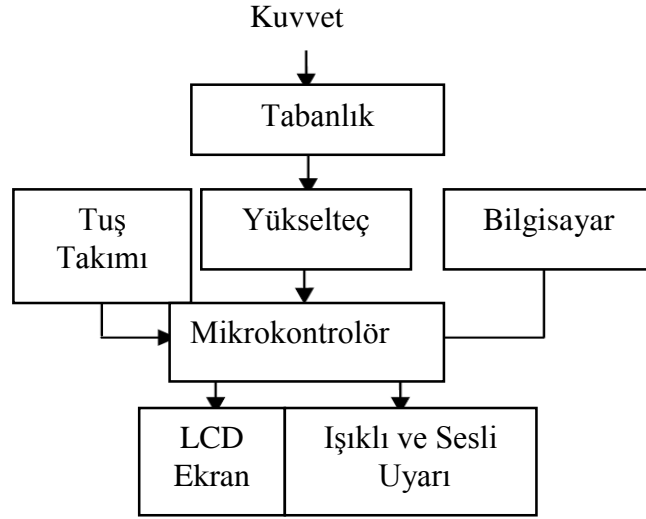 Kuvvet
Tabanlık
Tuş
Takımı
Yükselteç
Bilgisayar
Mikrokontrolör
LCD
Ekran
Işıklı ve Sesli
Uyarı